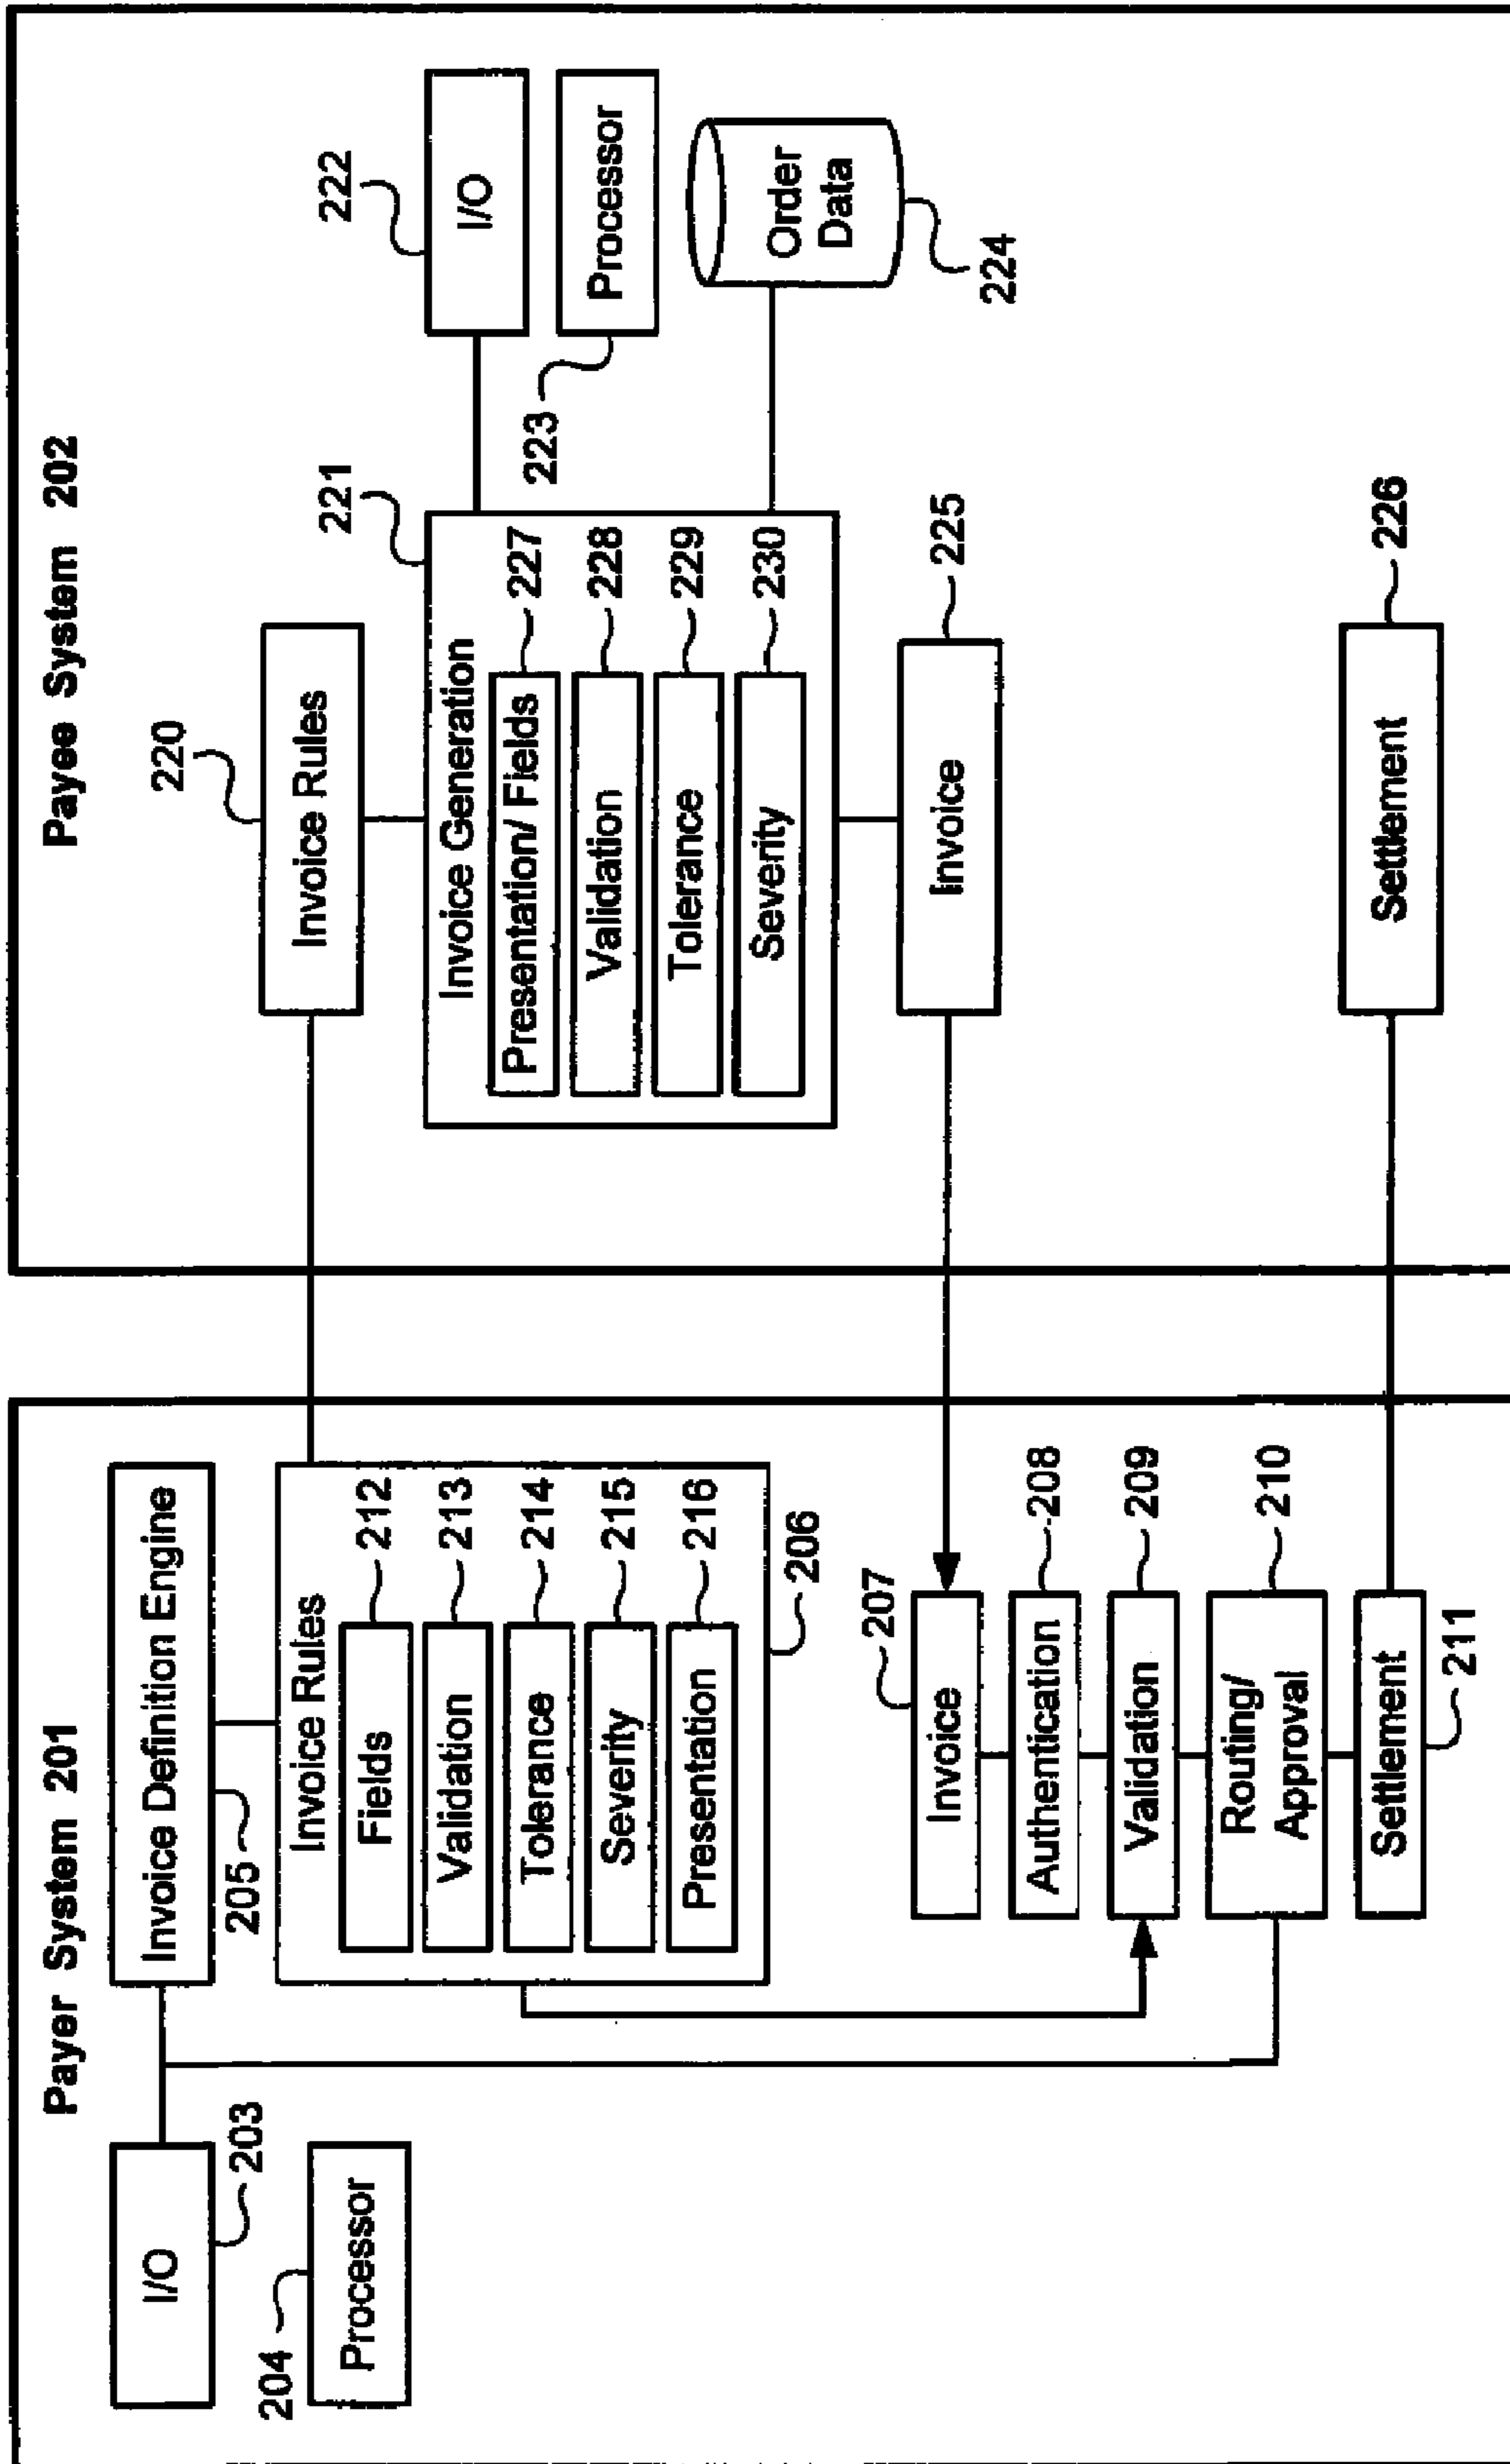 Payer System 201
I/O
203
Processor
204
Invoice Definition Engine
205
Invoice Rules
Fields
212
Validation
213
Tolerance
214
Severity
215
Presentation
216
206
Invoice
207
Authentication
208
Validation
209
Routing/
Approval
210
Settlement
211
Payee System 202
Invoice Rules
220
Invoice Generation
221
Presentation/ Fields
227
Validation
228
Tolerance
229
Severity
230
I/O
222
Processor
223
Order
Data
224
Invoice
225
Settlement
226